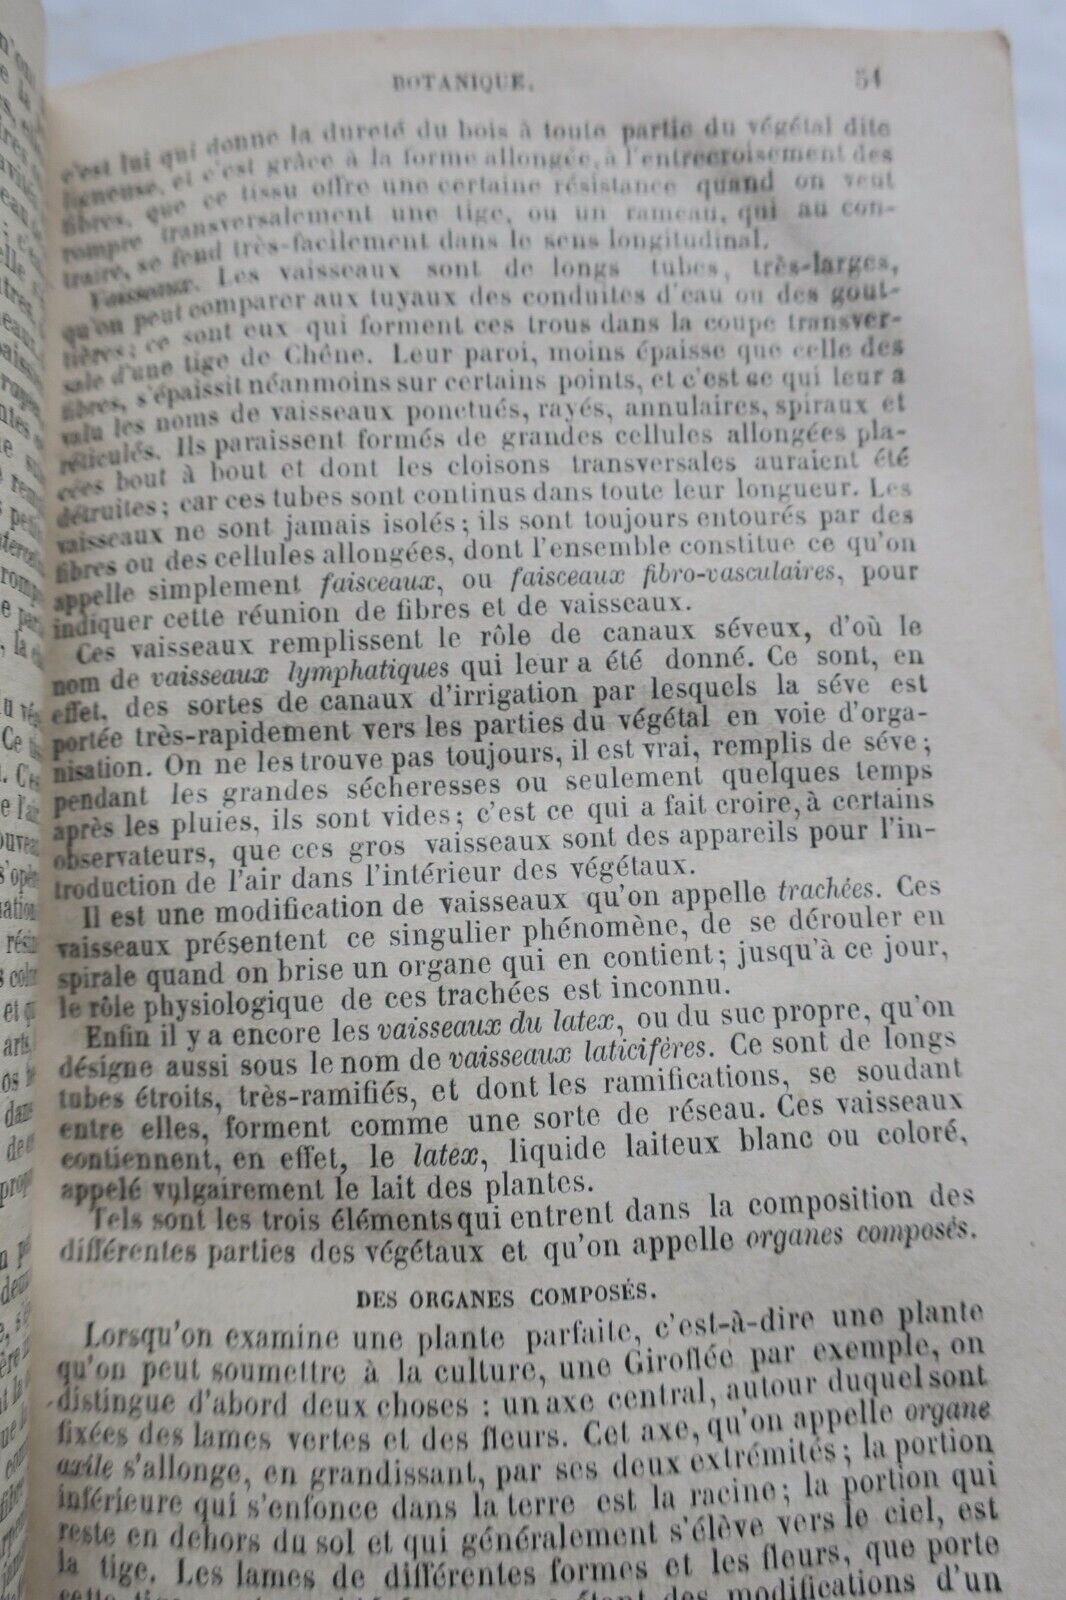 BOTANIQUE. 51
c'est lui qui donne la dureté du bois à toute partie du végétal dite
ligneuse, et c'est grâce à la forme allongée, à l'entrecroisement des
fibres, que ce tissu offre une certaine résistance quand on veut
rompre transversalement une tige, ou un rameau, qui au con-
traire, se fend très-facilement dans le sens longitudinal.
Vaisseaux. Les vaisseaux sont de longs tubes, très-larges,
qu'on peut comparer aux tuyaux des conduites d'eau ou des gout-
tières; ce sont eux qui forment ces trous dans la coupe transver-
sale d'une tige de Chêne. Leur paroi, moins épaisse que celle des
fibres, s'épaissit néanmoins sur certains points, et c'est ce qui leur a
valu les noms de vaisseaux ponctués, rayés, annulaires, spiraux et
réticulés. Ils paraissent formés de grandes cellules allongées pla-
cées bout à bout et dont les cloisons transversales auraient été
détruites; car ces tubes sont continus dans toute leur longueur. Les
vaisseaux ne sont jamais isolés; ils sont toujours entourés par des
fibres ou des cellules allongées, dont l'ensemble constitue ce qu'on
appelle simplement faisceaux, ou faisceaux fibro-vasculaires, pour
indiquer cette réunion de fibres et de vaisseaux.
Ces vaisseaux remplissent le rôle de canaux séveux, d'où le
nom de vaisseaux lymphatiques qui leur a été donné. Ce sont, en
effet, des sortes de canaux d'irrigation par lesquels la séve est
portée très-rapidement vers les parties du végétal en voie d'orga-
nisation. On ne les trouve pas toujours, il est vrai, remplis de séve;
pendant les grandes sécheresses ou seulement quelques temps
après les pluies, ils sont vides; c'est ce qui a fait croire, à certains
observateurs, que ces gros vaisseaux sont des appareils pour l'in-
troduction de l'air dans l'intérieur des végétaux.
Il est une modification de vaisseaux qu'on appelle trachées. Ces
vaisseaux présentent ce singulier phénomène, de se dérouler en
spirale quand on brise un organe qui en contient; jusqu'à ce jour,
le rôle physiologique de ces trachées est inconnu.
Enfin il y a encore les vaisseaux du latex, ou du suc propre, qu'on
désigne aussi sous le nom de vaisseaux laticifères. Ce sont de longs
tubes étroits, très-ramifiés, et dont les ramifications, se soudant
entre elles, forment comme une sorte de réseau. Ces vaisseaux
contiennent, en effet, le latex, liquide laiteux blanc ou coloré,
appelé vulgairement le lait des plantes.
Tels sont les trois éléments qui entrent dans la composition des
différentes parties des végétaux et qu'on appelle organes composés.
DES ORGANES COMPOSÉS.
Lorsqu'on examine une plante parfaite, c'est-à-dire une plante
qu'on peut soumettre à la culture, une Giroflée par exemple, on
distingue d'abord deux choses : un axe central, autour duquel sont
fixées des lames vertes et des fleurs. Cet axe, qu'on appelle organe
axile s'allonge, en grandissant, par ses deux extrémités; la portion
inférieure qui s'enfonce dans la terre est la racine; la portion qui
reste en dehors du sol et qui généralement s'élève vers le ciel, est
la tige. Les lames de différentes formes et les fleurs, que porte
cette tige des modifications d'un